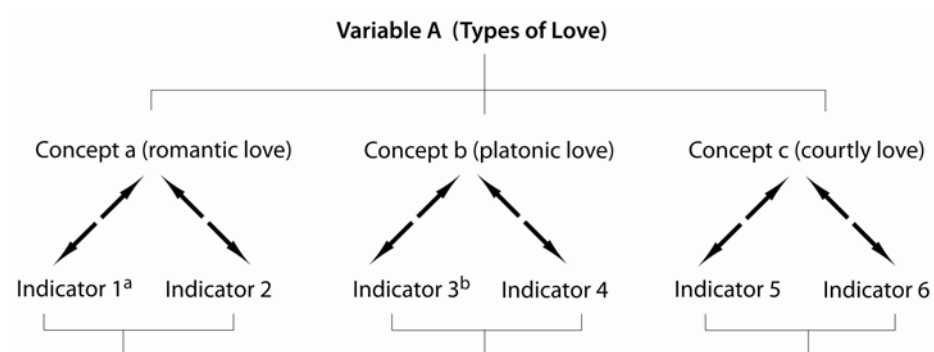 Variable A (Types of Love)
Concept a (romantic love) Concept b (platonic love) Concept c (courtly love)
Indicator 1ᵃ Indicator 2 Indicator 3ᵇ Indicator 4 Indicator 5 Indicator 6